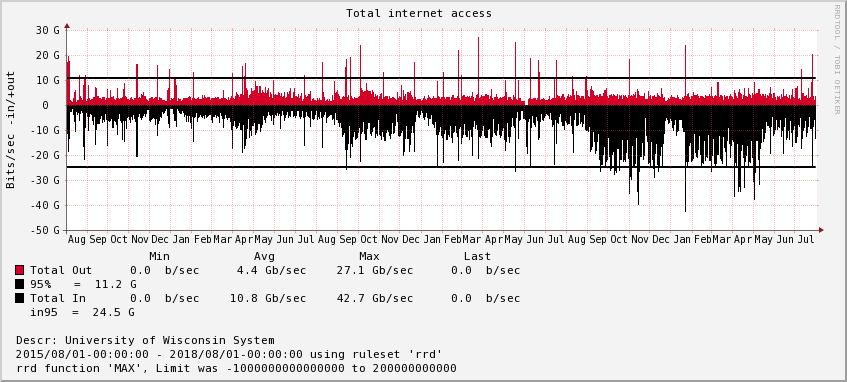 Total internet access
RRDTOOL / TOBI OETIKER
Bits/sec -in/+out
30 G
20 G
10 G
0
-10 G
-20 G
-30 G
-40 G
-50 G
Aug Sep Oct Nov Dec Jan Feb Mar Apr May Jun Jul Aug Sep Oct Nov Dec Jan Feb Mar Apr May Jun Jul Aug Sep Oct Nov Dec Jan Feb Mar Apr May Jun Jul
Min Avg Max Last
Total Out 0.0 b/sec 4.4 Gb/sec 27.1 Gb/sec 0.0 b/sec
95% = 11.2 G
Total In 0.0 b/sec 10.8 Gb/sec 42.7 Gb/sec 0.0 b/sec
in95 = 24.5 G
Descr: University of Wisconsin System
2015/08/01-00:00:00 - 2018/08/01-00:00:00 using ruleset 'rrd'
rrd function 'MAX', Limit was -1000000000000000 to 200000000000